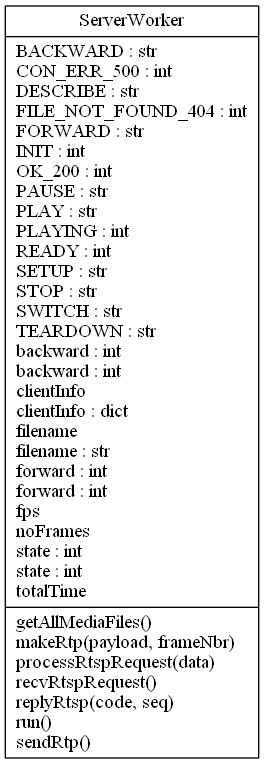 ServerWorker
BACKWARD : str
CON_ERR_500 : int
DESCRIBE : str
FILE_NOT_FOUND_404 : int
FORWARD : str
INIT : int
OK_200 : int
PAUSE : str
PLAY : str
PLAYING : int
READY : int
SETUP : str
STOP : str
SWITCH : str
TEARDOWN : str
backward : int
backward : int
clientInfo
clientInfo : dict
filename
filename : str
forward : int
forward : int
fps
noFrames
state : int
state : int
totalTime
getAllMediaFiles()
makeRtp(payload, frameNbr)
processRtspRequest(data)
recvRtspRequest()
replyRtsp(code, seq)
run()
sendRtp()